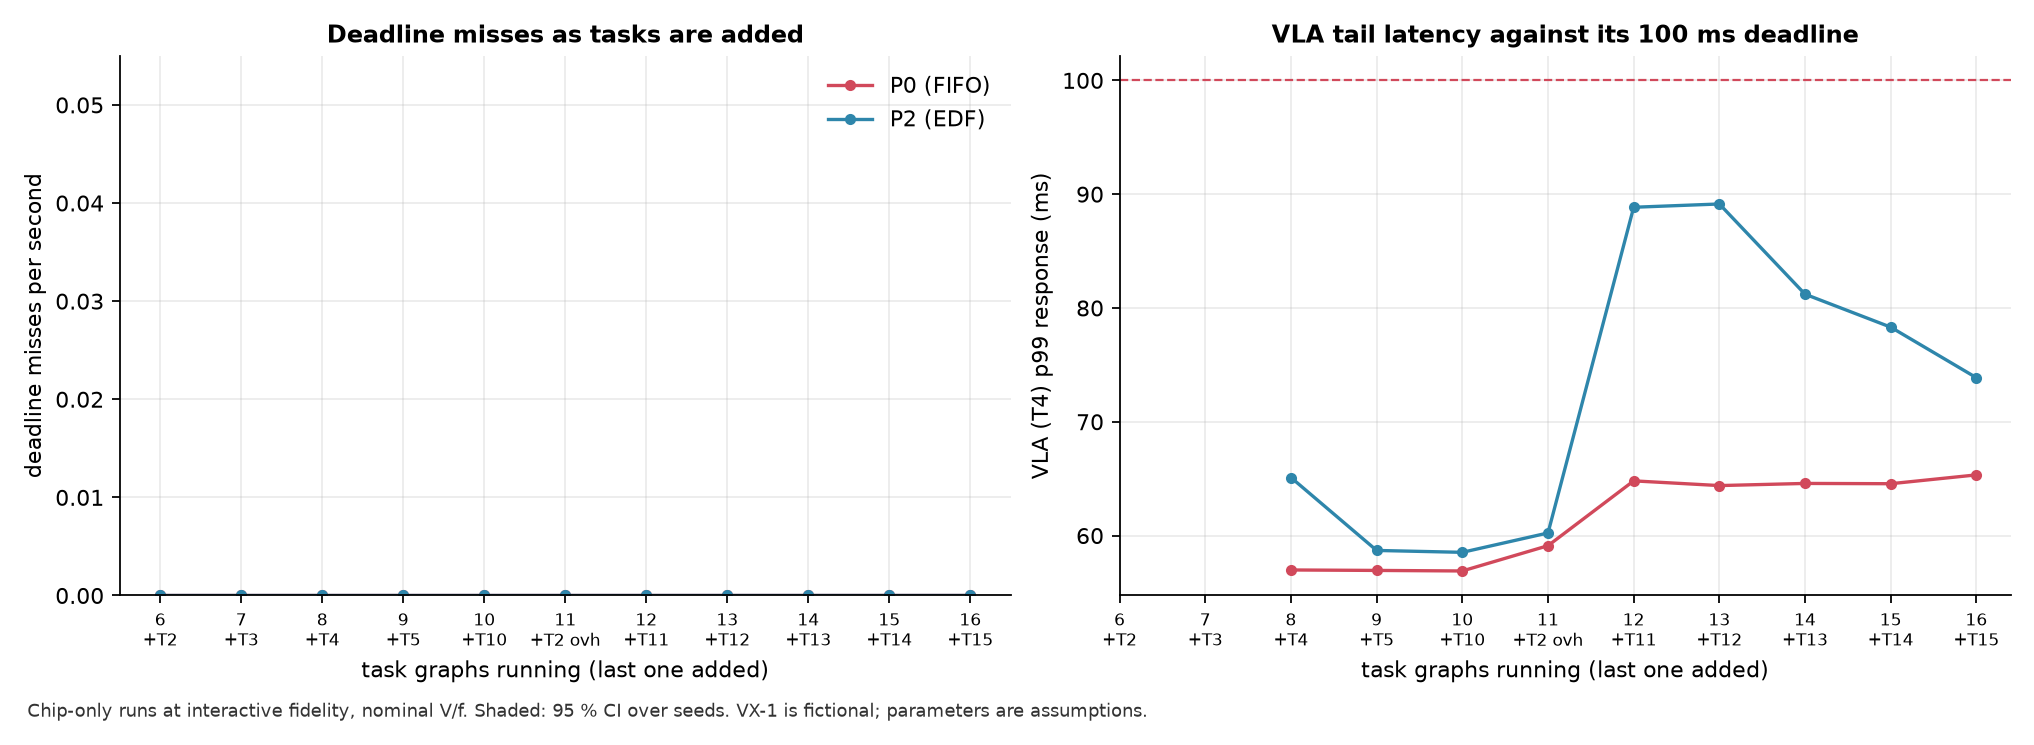 Deadline misses as tasks are added
P0 (FIFO)
P2 (EDF)
deadline misses per second
0.05
0.04
0.03
0.02
0.01
0.00
6 7 8 9 10 11 12 13 14 15 16
+T2 +T3 +T4 +T5 +T10 +T2 ovh +T11 +T12 +T13 +T14 +T15
task graphs running (last one added)
VLA tail latency against its 100 ms deadline
VLA (T4) p99 response (ms)
100
90
80
70
60
6 7 8 9 10 11 12 13 14 15 16
+T2 +T3 +T4 +T5 +T10 +T2 ovh +T11 +T12 +T13 +T14 +T15
task graphs running (last one added)
Chip-only runs at interactive fidelity, nominal V/f. Shaded: 95 % CI over seeds. VX-1 is fictional; parameters are assumptions.